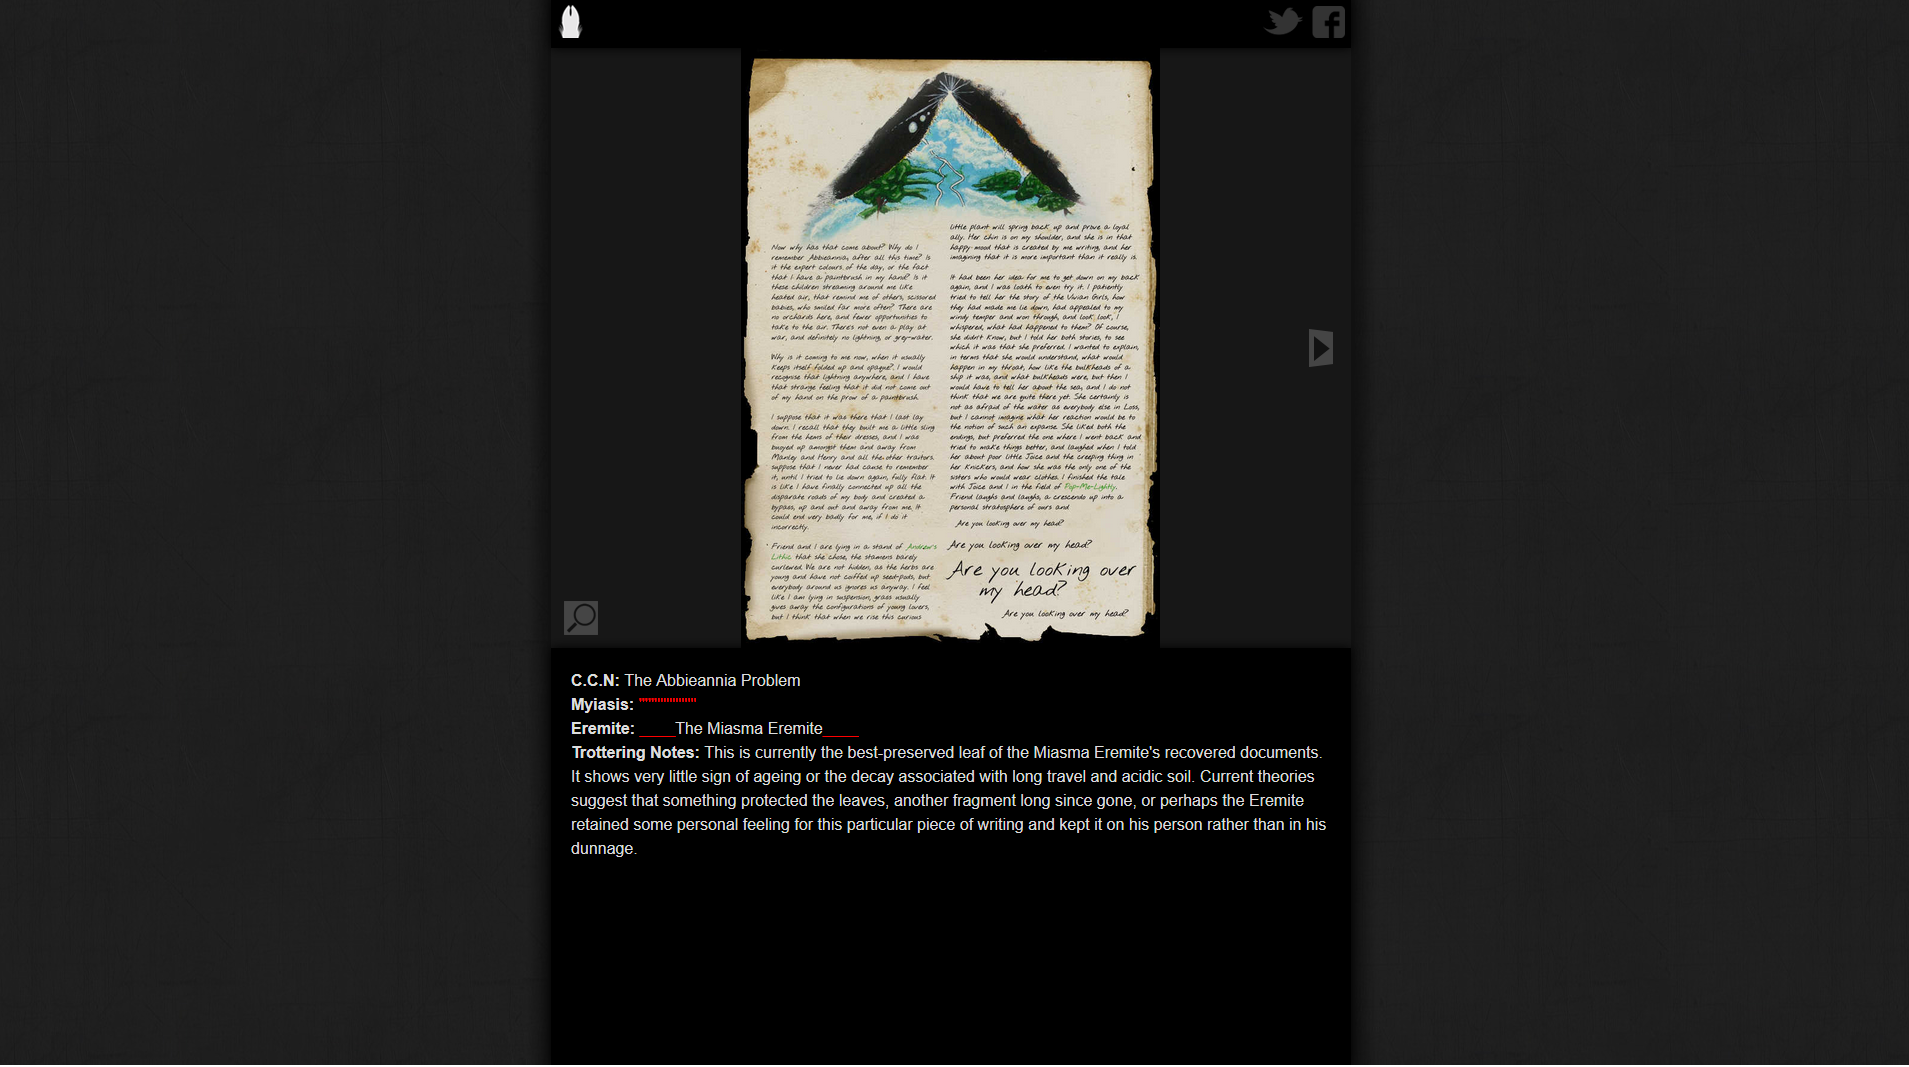 Now why has that come about? Why do I
remember Abbieannia, after all this time? Is
it the expert colours of the day, or the fact
that I have a paintbrush in my hand? Is it
these children streaming around me like
heated air, that remind me of others, scissored
babies, who smiled far more often? There are
no orchards here, and fewer opportunities to
take to the air. There's not even a play at
war, and definitely no lightning, or grey-water.
Why is it coming to me now, when it usually
keeps itself folded up and opaque? I would
recognise that lightning anywhere, and I have
that strange feeling that it did not come out
of my hand on the prow of a paintbrush.
I suppose that it was there that I last lay
down. I recall that they built me a little sling
from the hems of their dresses, and I was
buoyed up amongst them and away from
Manley and Henry and all the other traitors.
suppose that I never had cause to remember
it, until I tried to lie down again, fully flat. It
is like I have finally connected up all the
disparate roads of my body and created a
bypass, up and out and away from me. It
could end very badly for me, if I do it
incorrectly.
Friend and I are lying in a stand of Andrew's
Lithic that she chose, the stamens barely
curlewed. We are not hidden, as the herbs are
young and have not coiffed up seed-pods, but
everybody around us ignores us anyway. I feel
like I am lying in suspension, grass usually
gives away the configurations of young lovers,
but I think that when we rise this curious
little plant will spring back up and prove a loyal
ally. Her chin is on my shoulder, and she is in that
happy mood that is created by me writing, and her
imagining that it is more important than it really is.
It had been her idea for me to get down on my back
again, and I was loath to even try it. I patiently
tried to tell her the story of the Vivian Girls, how
they had made me lie down, had appealed to my
windy temper and won through, and look look, I
whispered, what had happened to them? Of course,
she didn't know, but I told her both stories, to see
which it was that she preferred. I wanted to explain,
in terms that she would understand, what would
happen in my throat, how like the bulkheads of a
ship it was, and what bulkheads were, but then I
would have to tell her about the sea, and I do not
think that we are quite there yet. She certainly is
not as afraid of the water as everybody else in Loss,
but I cannot imagine what her reaction would be to
the notion of such an expanse. She liked both the
endings, but preferred the one where I went back and
tried to make things better, and laughed when I told
her about poor little Joice and the creeping thing in
her knickers, and how she was the only one of the
sisters who would wear clothes. I finished the tale
with Joice and I in the field of Pop-Me-Lightly.
Friend laughs and laughs, a crescendo up into a
personal stratosphere of ours and
Are you looking over my head?
Are you looking over my head?
Are you looking over
my head?
Are you looking over my head?
C.C.N: The Abbieannia Problem
Myiasis: """""""""
Eremite: ____The Miasma Eremite____
Trottering Notes: This is currently the best-preserved leaf of the Miasma Eremite's recovered documents.
It shows very little sign of ageing or the decay associated with long travel and acidic soil. Current theories
suggest that something protected the leaves, another fragment long since gone, or perhaps the Eremite
retained some personal feeling for this particular piece of writing and kept it on his person rather than in his
dunnage.